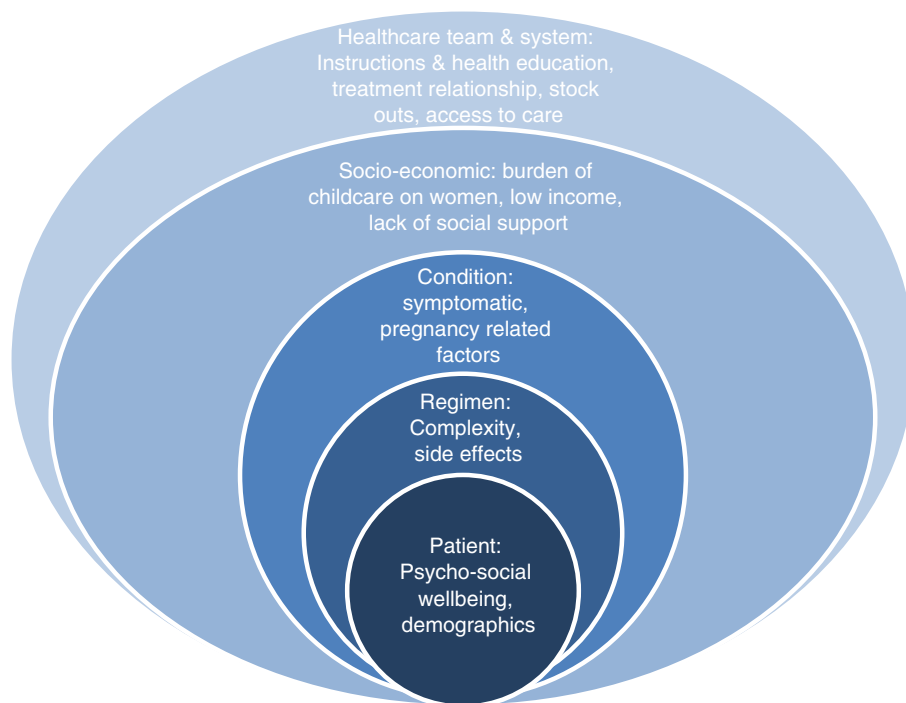 Healthcare team & system:
Instructions & health education,
treatment relationship, stock
outs, access to care
Socio-economic: burden of
childcare on women, low income,
lack of social support
Condition:
symptomatic,
pregnancy related
factors
Regimen:
Complexity,
side effects
Patient:
Psycho-social
wellbeing,
demographics